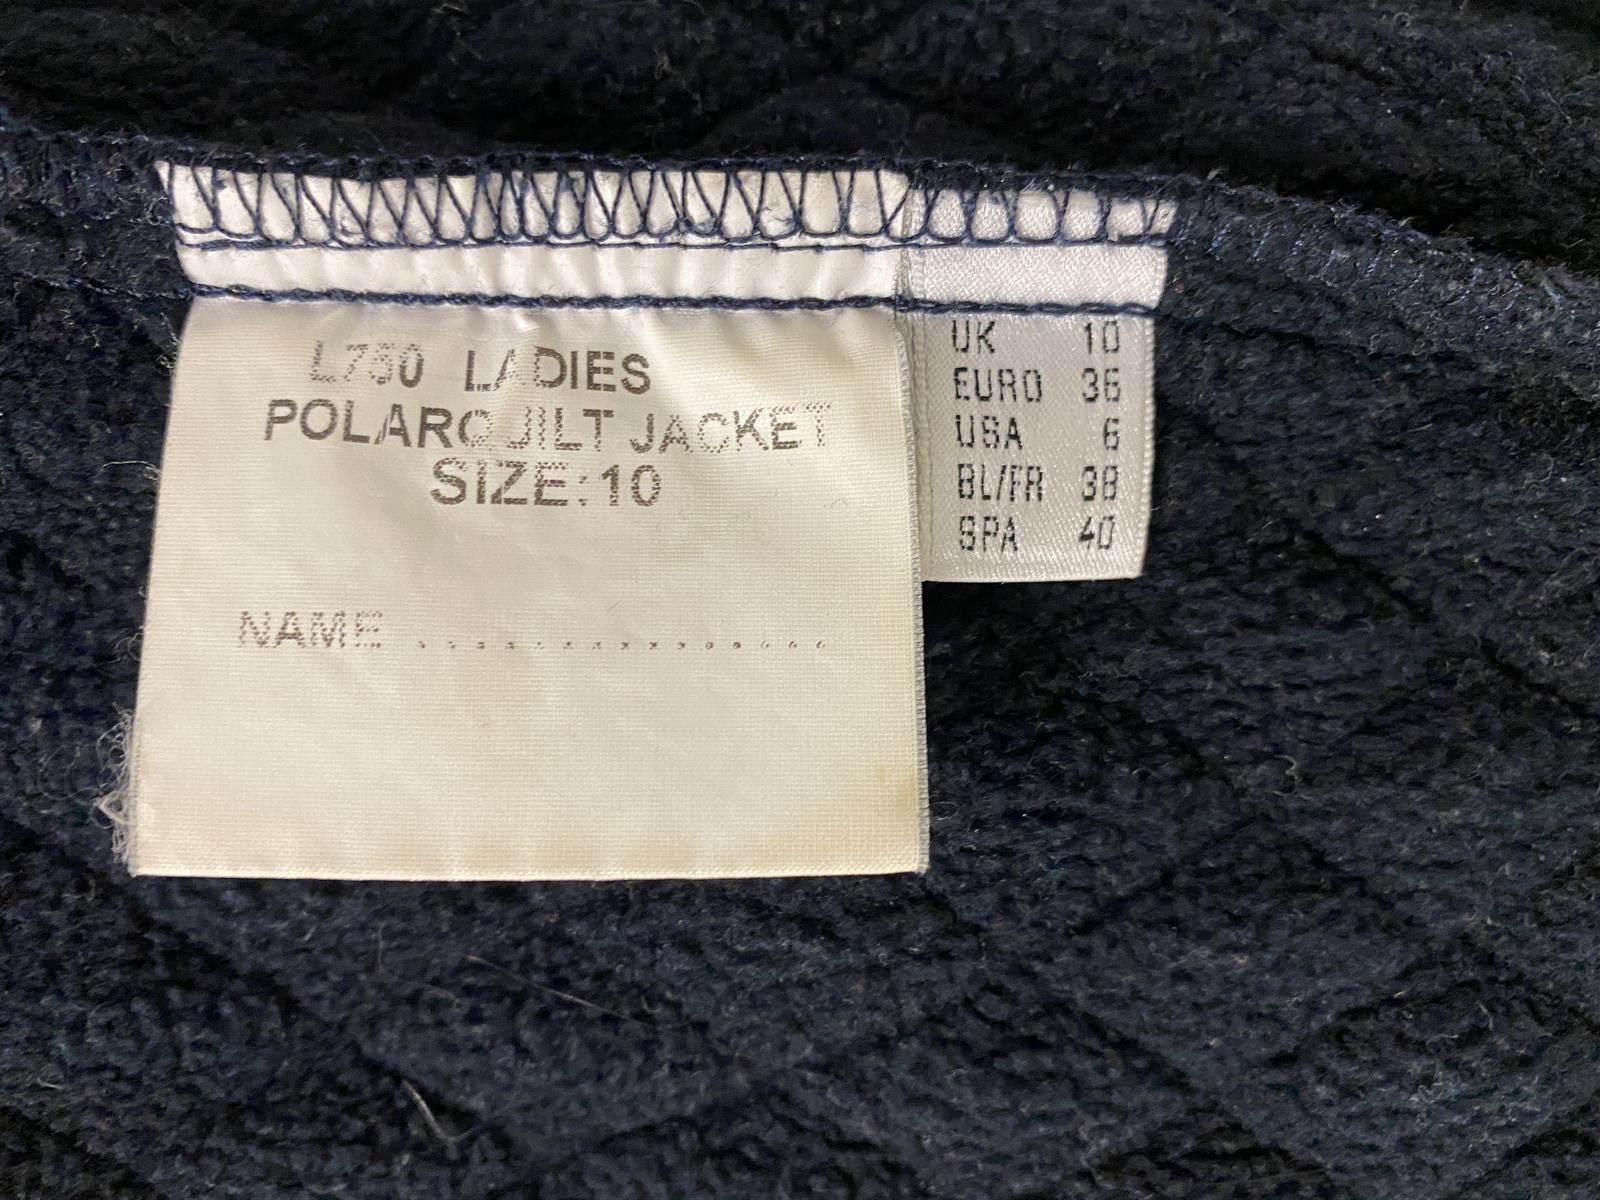 L750 LADIES
POLARQUILT JACKET
SIZE:10
NAME ...............
UK 10
EURO 36
USA 6
BL/FR 38
SPA 40